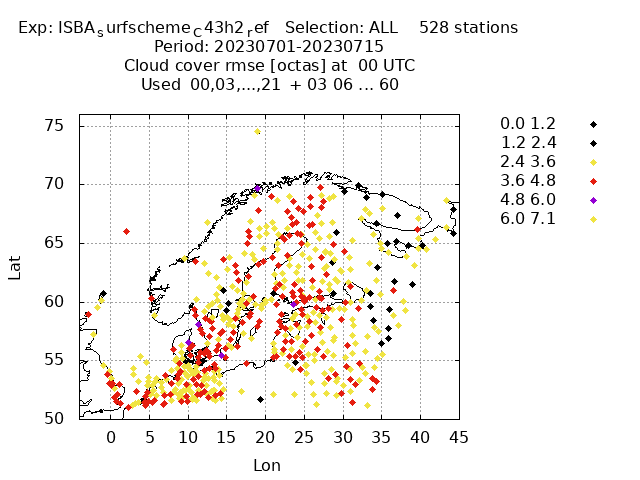 Exp: ISBA_surfscheme_C43h2_ref   Selection: ALL    528 stations
Period: 20230701-20230715
Cloud cover rmse [octas] at  00 UTC
Used  00,03,...,21  + 03 06 ... 60
75
70
65
60
55
50
0 5 10 15 20 25 30 35 40 45
Lat
Lon
0.0 1.2
1.2 2.4
2.4 3.6
3.6 4.8
4.8 6.0
6.0 7.1